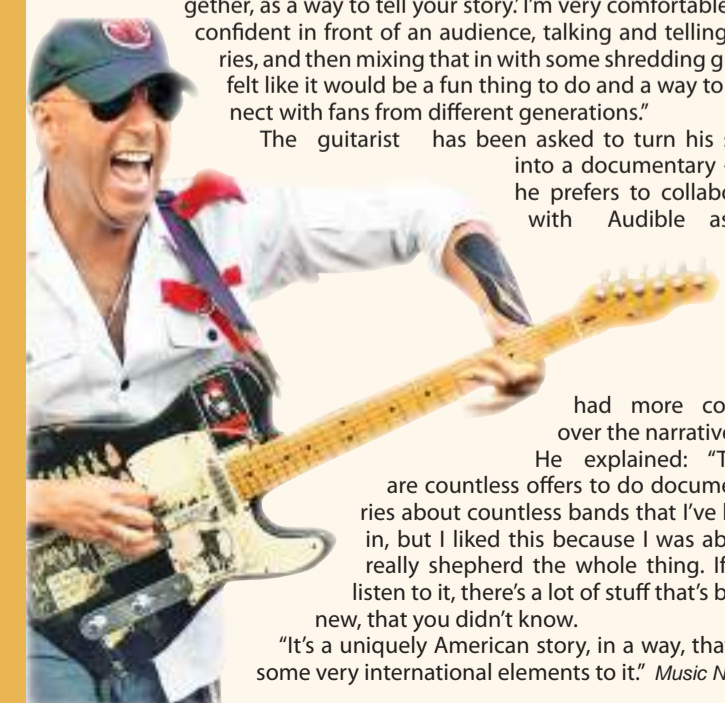 gether, as a way to tell your story.' I'm very comfortable
confident in front of an audience, talking and telling
ries, and then mixing that in with some shredding g
felt like it would be a fun thing to do and a way to
nect with fans from different generations."
The guitarist has been asked to turn his
into a documentary
he prefers to collabo
with Audible as
had more co
over the narrative
He explained: "T
are countless offers to do docume
ries about countless bands that I've
in, but I liked this because I was ab
really shepherd the whole thing. If
listen to it, there's a lot of stuff that's b
new, that you didn't know.
"It's a uniquely American story, in a way, tha
some very international elements to it." Music N